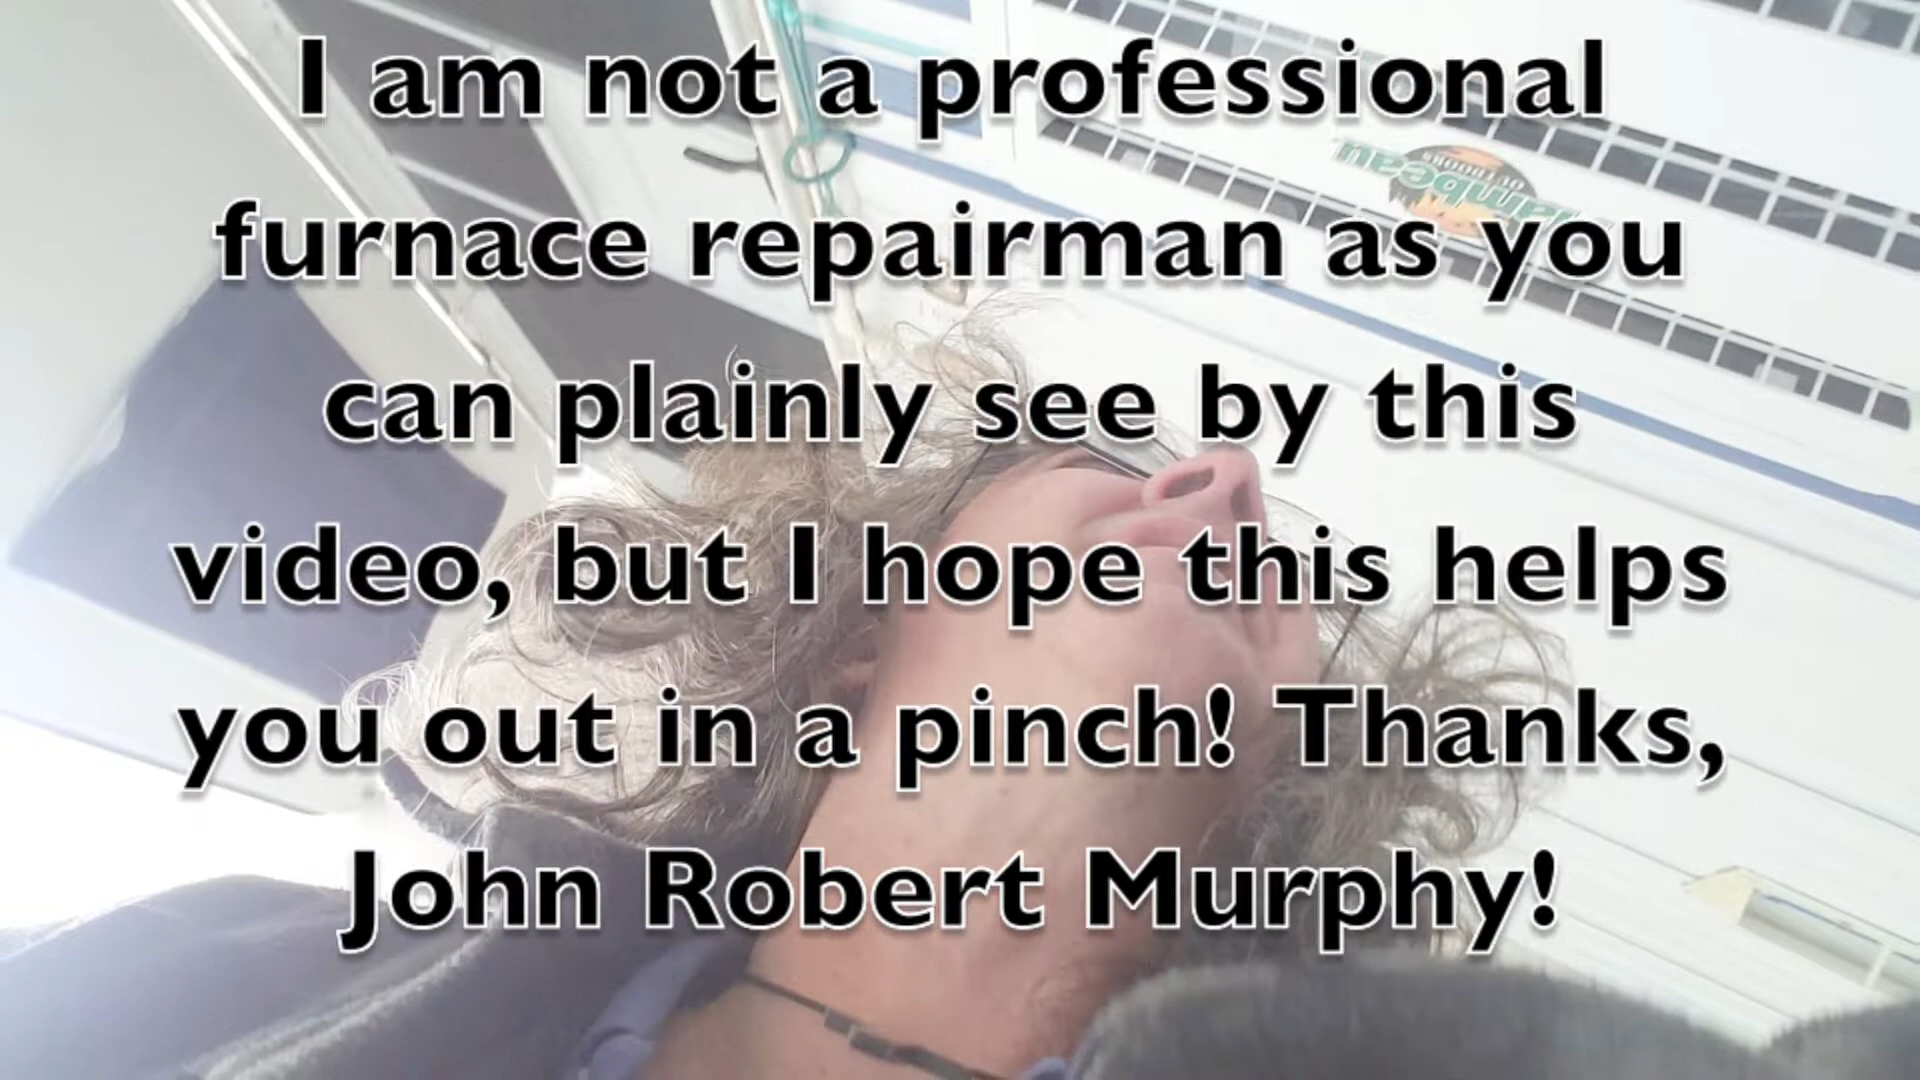 I am not a professional
furnace repairman as you
can plainly see by this
video, but I hope this helps
you out in a pinch! Thanks,
John Robert Murphy!
OUTDOORS